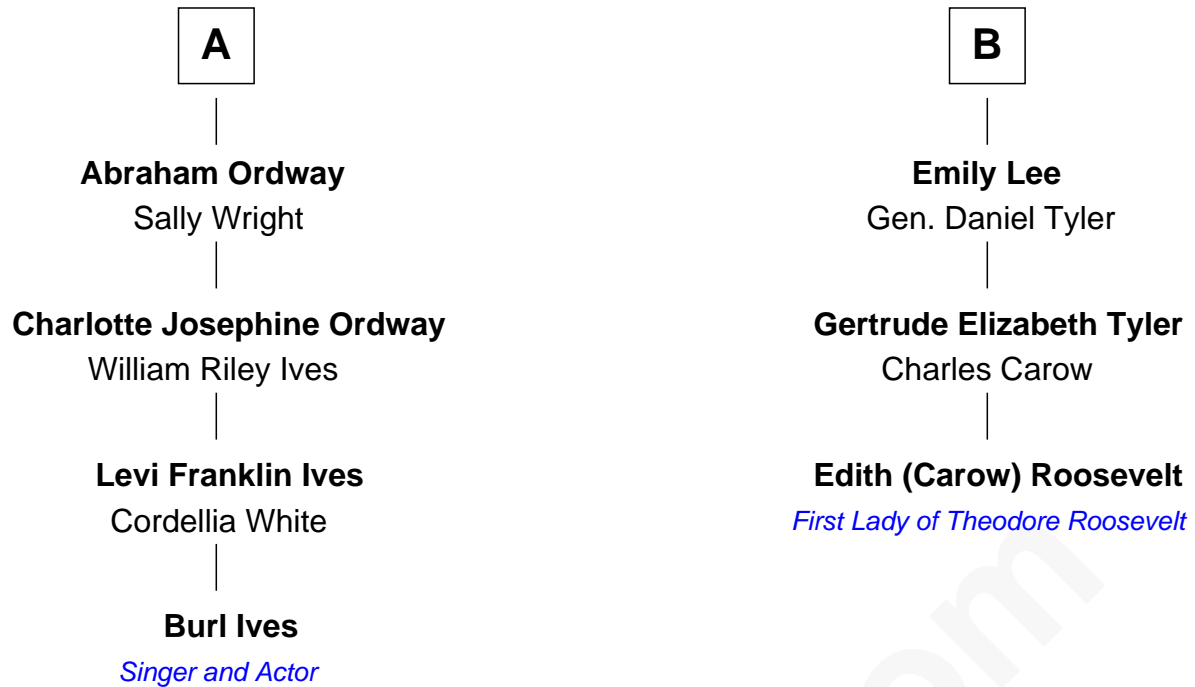 A
Abraham Ordway
Sally Wright
Charlotte Josephine Ordway
William Riley Ives
Levi Franklin Ives
Cordellia White
Burl Ives
Singer and Actor
B
Emily Lee
Gen. Daniel Tyler
Gertrude Elizabeth Tyler
Charles Carow
Edith (Carow) Roosevelt
First Lady of Theodore Roosevelt
om